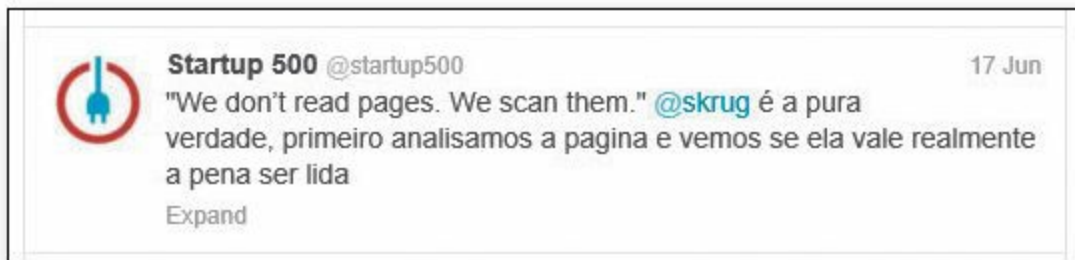 Startup 500 @startup500 17 Jun
"We don't read pages. We scan them." @skrug é a pura
verdade, primeiro analisamos a pagina e vemos se ela vale realmente
a pena ser lida
Expand